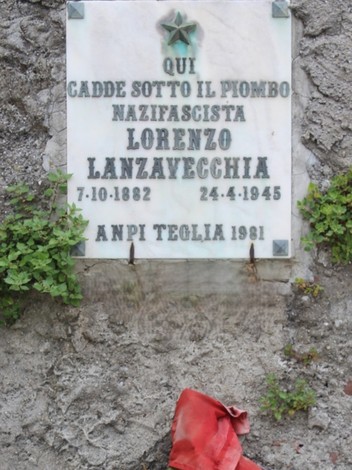 QUI
CADDE SOTTO IL PIOMBO
NAZIFASCISTA
LORENZO
LANZAVECCHIA
7·10·1882 24·4·1945
ANPI TEGLIA 1981